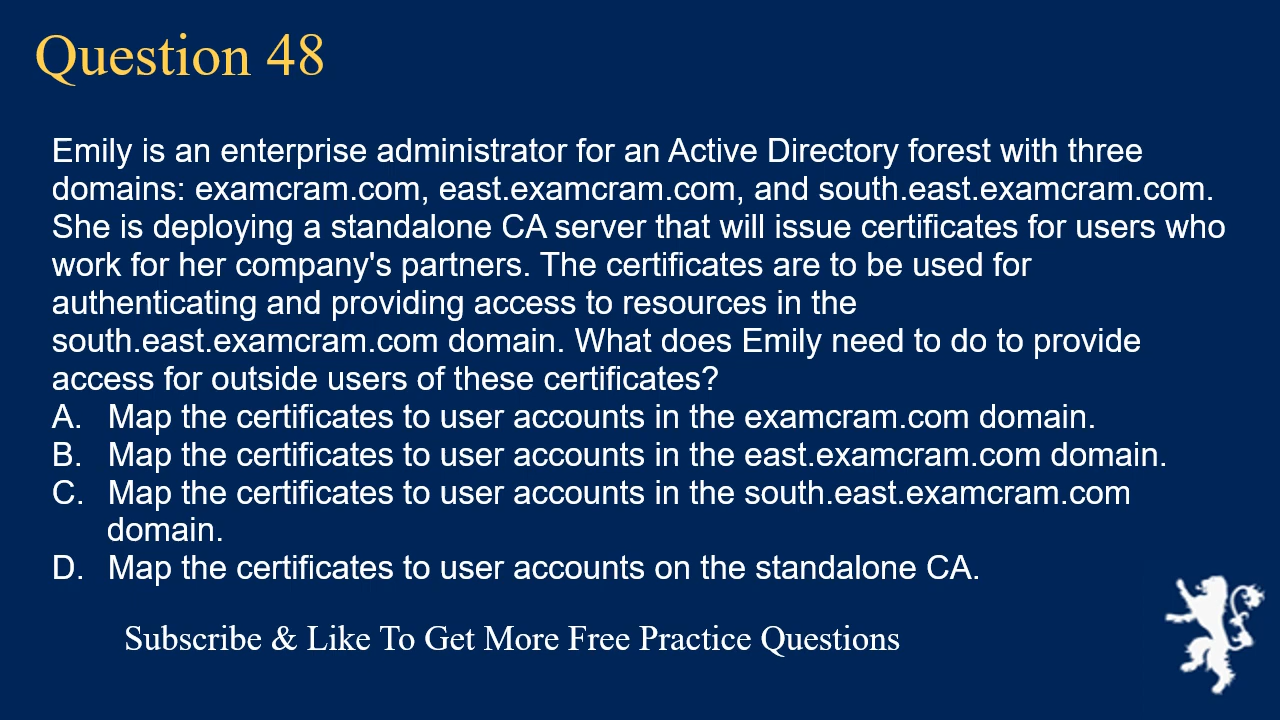 Question 48
Emily is an enterprise administrator for an Active Directory forest with three
domains: examcram.com, east.examcram.com, and south.east.examcram.com.
She is deploying a standalone CA server that will issue certificates for users who
work for her company's partners. The certificates are to be used for
authenticating and providing access to resources in the
south.east.examcram.com domain. What does Emily need to do to provide
access for outside users of these certificates?
A. Map the certificates to user accounts in the examcram.com domain.
B. Map the certificates to user accounts in the east.examcram.com domain.
C. Map the certificates to user accounts in the south.east.examcram.com
domain.
D. Map the certificates to user accounts on the standalone CA.
Subscribe & Like To Get More Free Practice Questions